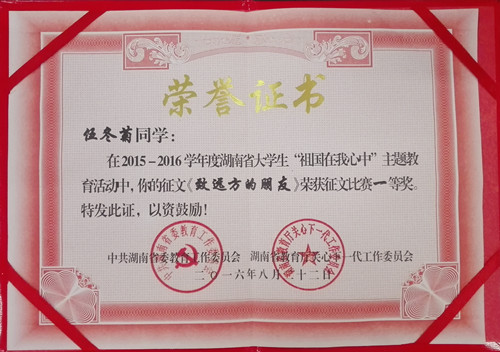 荣誉证书
伍冬菊同学：
在2015－2016学年度湖南省大学生“祖国在我心中”主题教
育活动中，你的征文《致远方的朋友》荣获征文比赛一等奖。
特发此证，以资鼓励！
中共湖南省委教育工作委员会 湖南省教育厅关心下一代工作委员会
二〇一六年八月二十二日